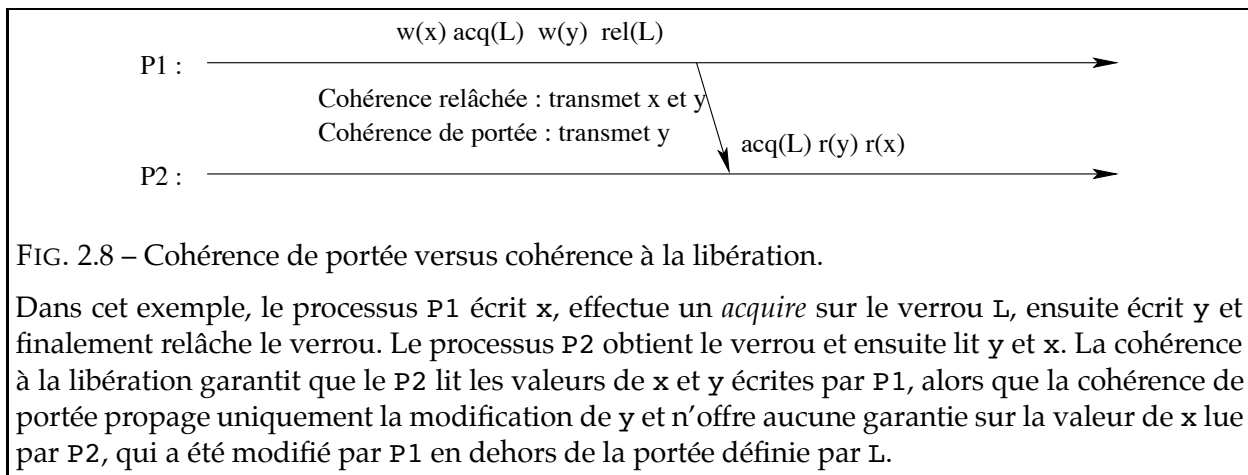 w(x) acq(L) w(y) rel(L)
P1 :
Cohérence relâchée : transmet x et y
Cohérence de portée : transmet y
acq(L) r(y) r(x)
P2 :
FIG. 2.8 – Cohérence de portée versus cohérence à la libération.
Dans cet exemple, le processus P1 écrit x, effectue un acquire sur le verrou L, ensuite écrit y et
finalement relâche le verrou. Le processus P2 obtient le verrou et ensuite lit y et x. La cohérence
à la libération garantit que le P2 lit les valeurs de x et y écrites par P1, alors que la cohérence de
portée propage uniquement la modification de y et n'offre aucune garantie sur la valeur de x lue
par P2, qui a été modifié par P1 en dehors de la portée définie par L.